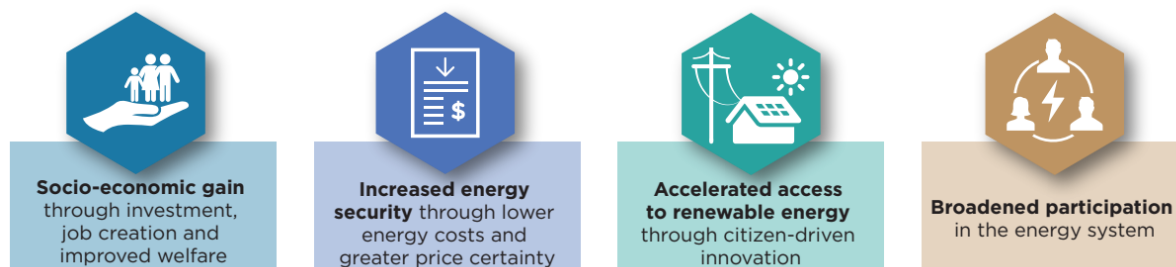 $
Socio-economic gain
through investment,
job creation and
improved welfare
Increased energy
security through lower
energy costs and
greater price certainty
Accelerated access
to renewable energy
through citizen-driven
innovation
Broadened participation
in the energy system